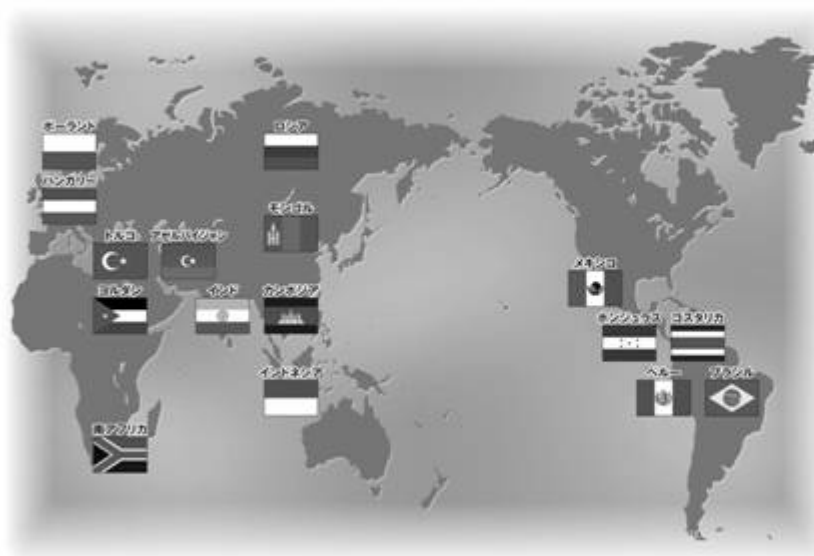 ポーランド
ロシア
ハンガリー
モンゴル
トルコ
アゼルバイジャン
メキシコ
ヨルダン
インド
カンボジア
ホンジュラス
コスタリカ
インドネシア
ペルー
ブラジル
南アフリカ